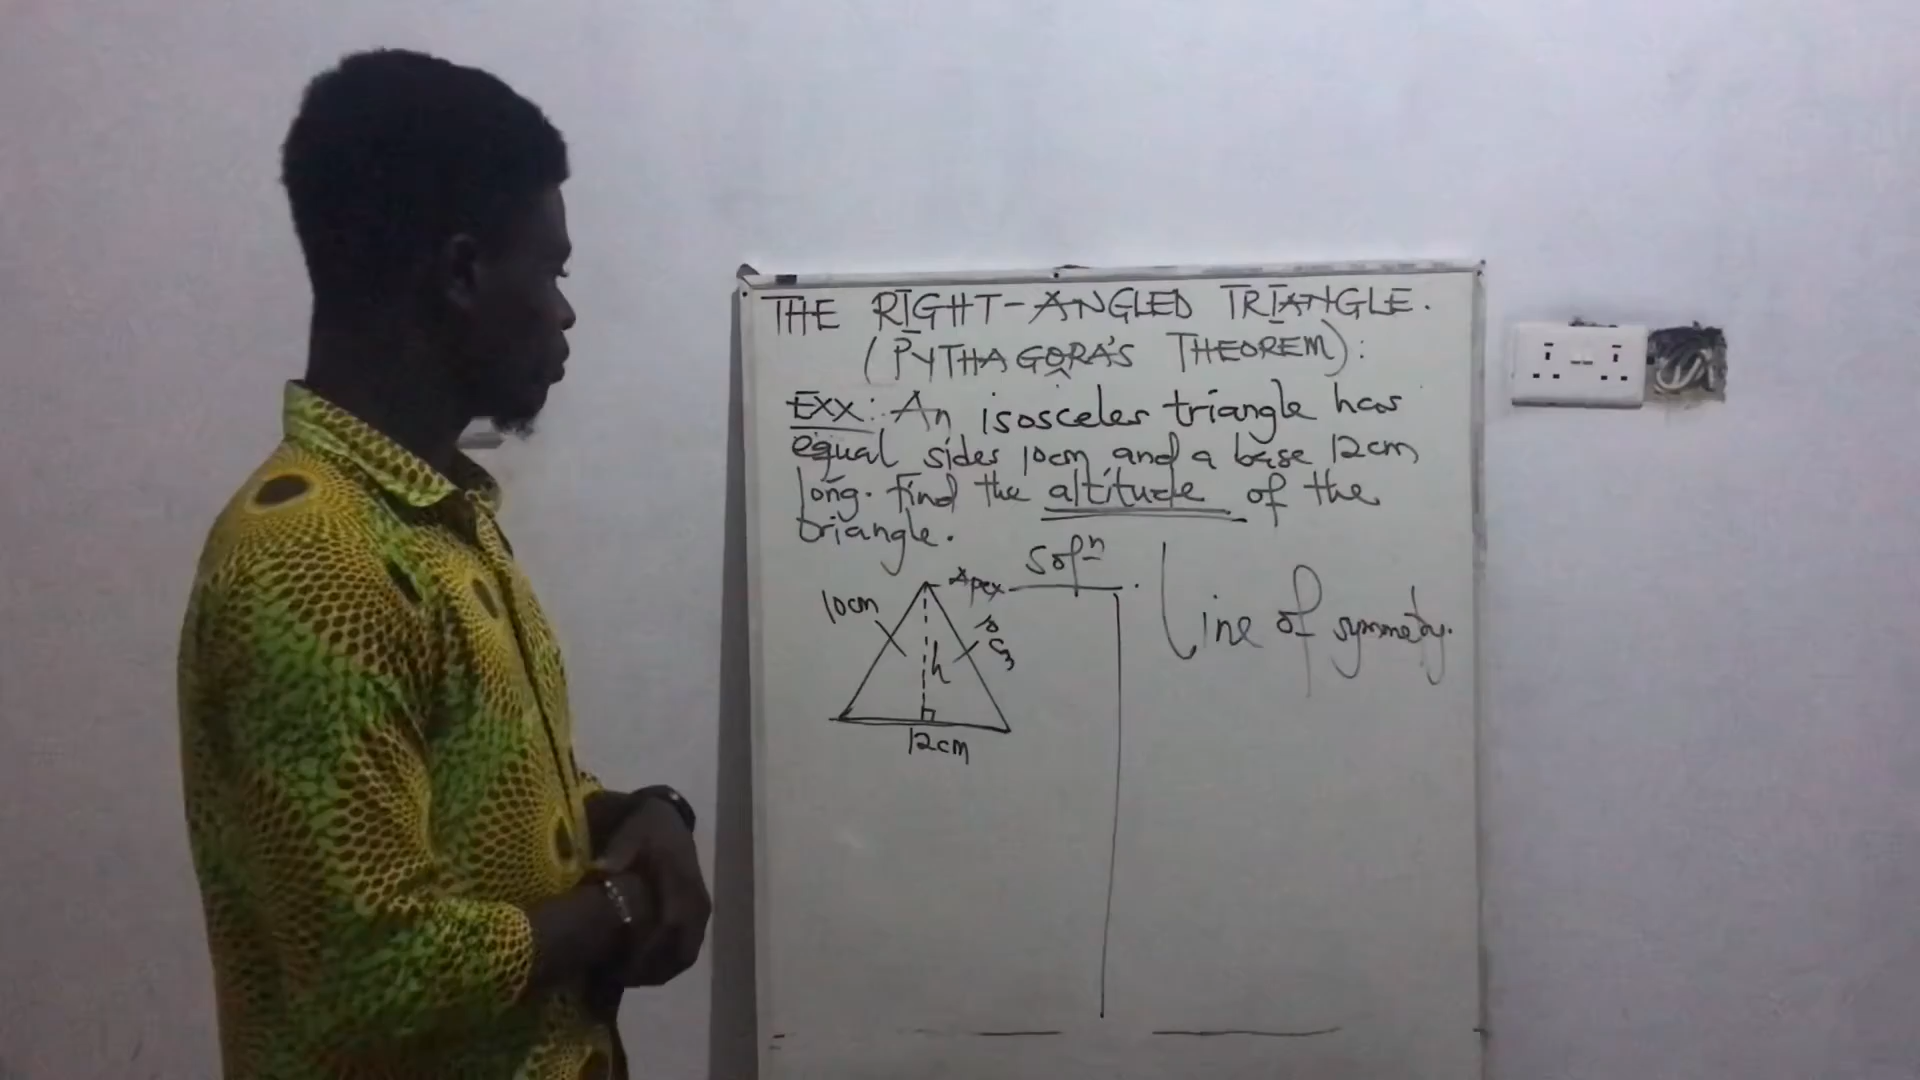 THE RIGHT-ANGLED TRIANGLE.
(PYTHAGORA'S THEOREM):
EXX: An isosceles triangle has
equal sides 10cm and a base 12cm
long. find the altitude of the
triangle.
Soln
Apex
10cm
10cm
h
12cm
Line of symmetry.